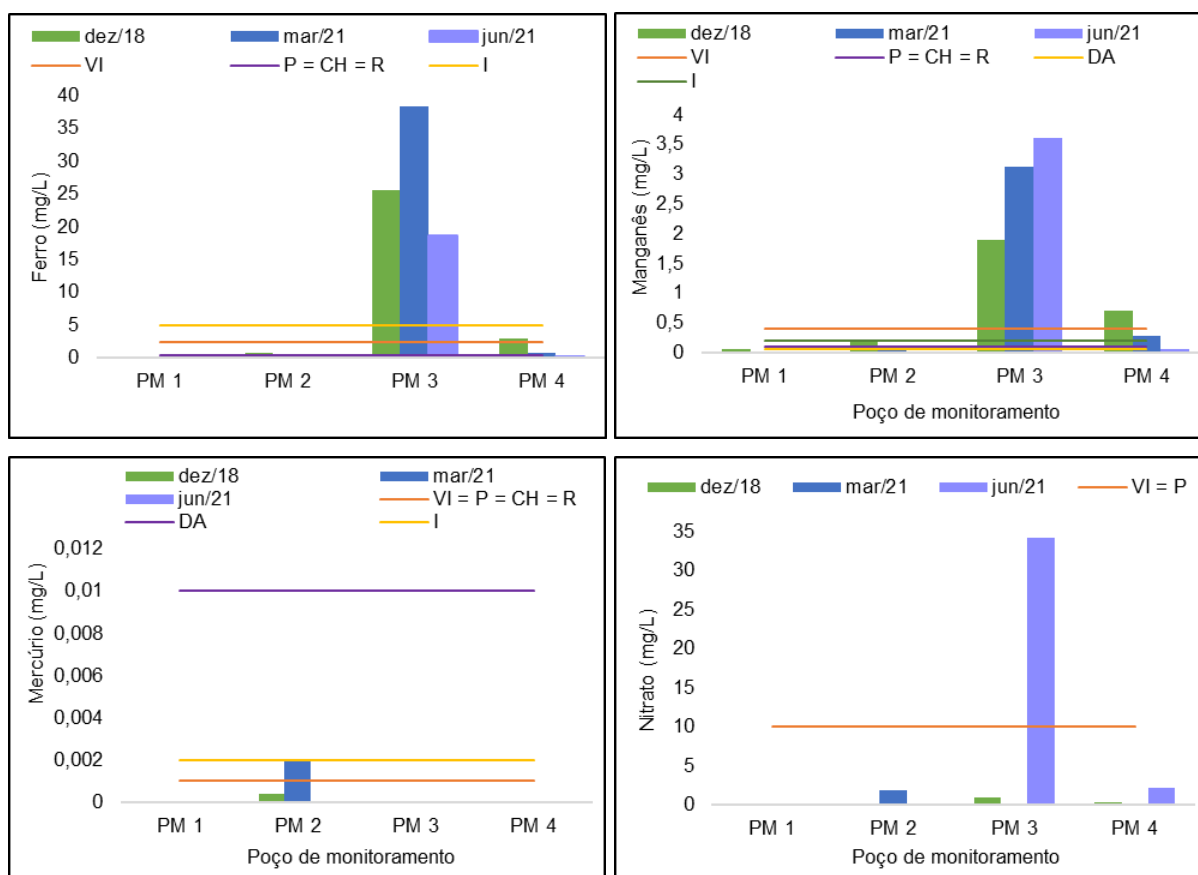 dez/18 mar/21 jun/21
VI P = CH = R I
Ferro (mg/L)
40
35
30
25
20
15
10
5
0
PM 1 PM 2 PM 3 PM 4
dez/18 mar/21 jun/21
VI P = CH = R DA
I
Manganês (mg/L)
4
3,5
3
2,5
2
1,5
1
0,5
0
PM 1 PM 2 PM 3 PM 4
Poço de monitoramento
dez/18 mar/21
jun/21 VI = P = CH = R
DA I
Mercúrio (mg/L)
0,012
0,01
0,008
0,006
0,004
0,002
0
PM 1 PM 2 PM 3 PM 4
Poço de monitoramento
dez/18 mar/21 jun/21 VI = P
Nitrato (mg/L)
35
30
25
20
15
10
5
0
PM 1 PM 2 PM 3 PM 4
Poço de monitoramento